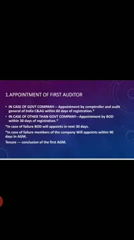 1.APPOINTMENT OF FIRST AUDITOR
• IN CASE OF GOVT COMPANY:- Appointment by comptroller and audit
general of India C&AG within 60 days of registration.*
• IN CASE OF OTHER THAN GOVT COMPANY:-Appointment by BOD
within 30 days of registration.*
*In case of failure BOD will appoints in next 30 days.
*In case of failure members of the company Will appoints within 90
days in AGM.
Tenure :-- conclusion of the first AGM.